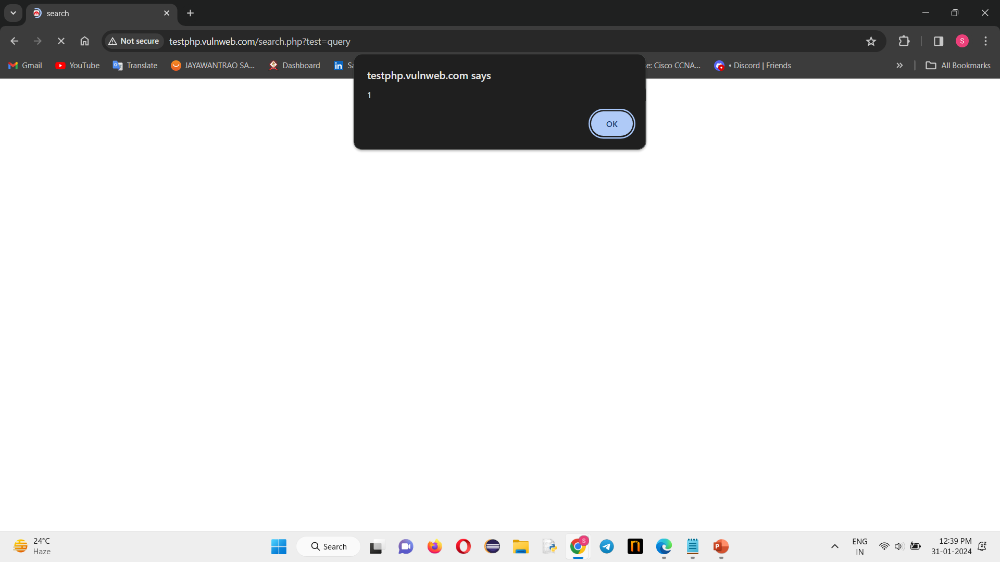 search
Not secure
testphp.vulnweb.com/search.php?test=query
S
Gmail
YouTube
Translate
JAYAWANTRAO SA...
Dashboard
e: Cisco CCNA...
• Discord | Friends
All Bookmarks
testphp.vulnweb.com says
1
OK
24°C
Haze
Search
S
ENG
IN
12:39 PM
31-01-2024